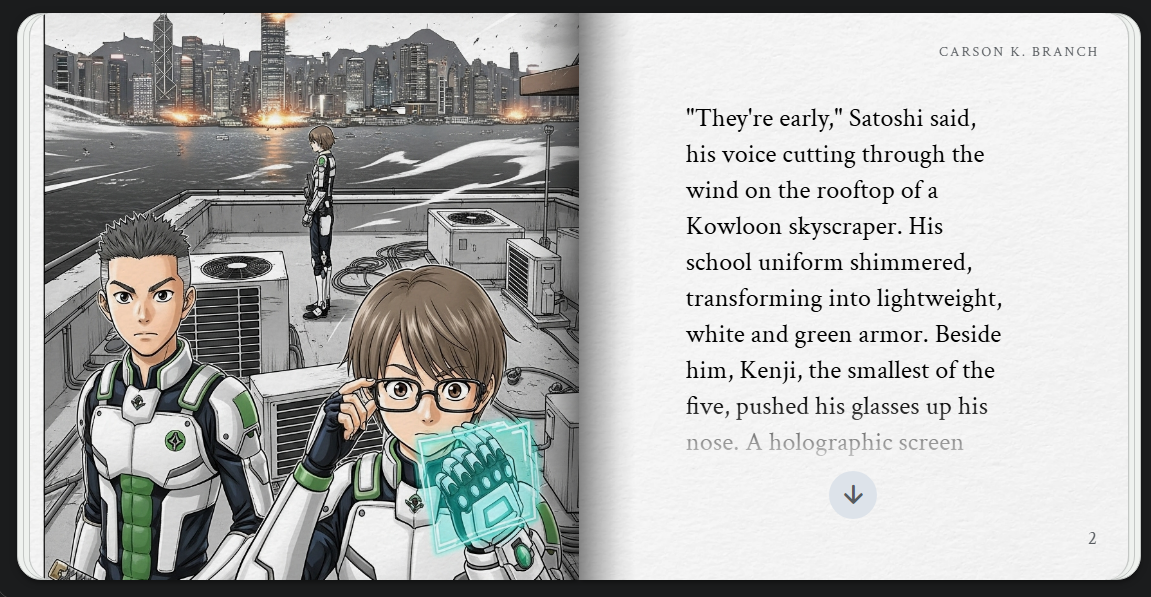 CARSON K. BRANCH
"They're early," Satoshi said,
his voice cutting through the
wind on the rooftop of a
Kowloon skyscraper. His
school uniform shimmered,
transforming into lightweight,
white and green armor. Beside
him, Kenji, the smallest of the
five, pushed his glasses up his
nose. A holographic screen
2